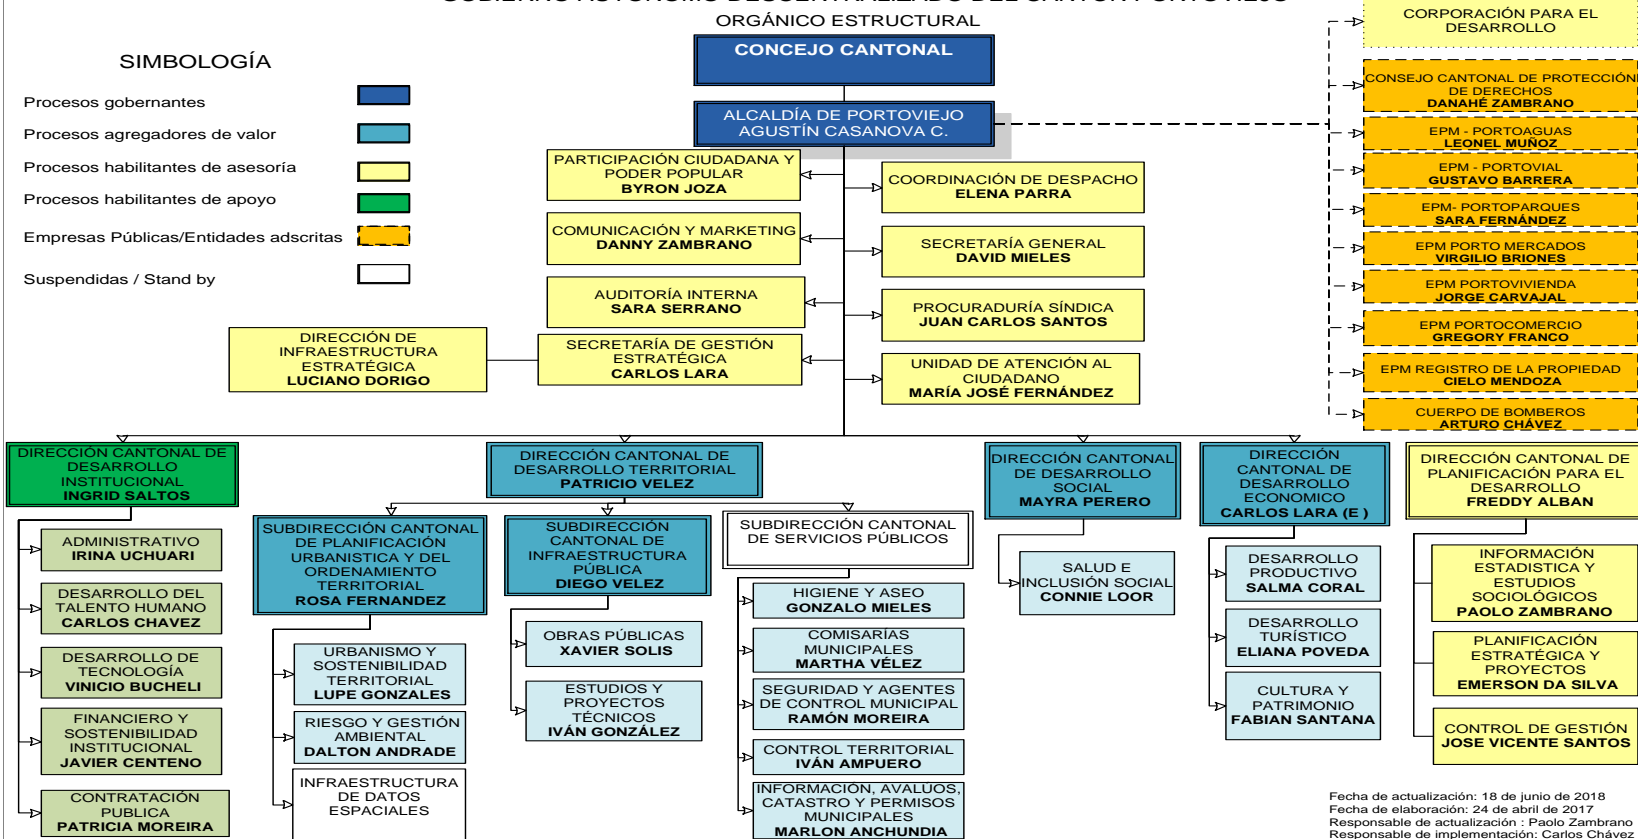 GOBIERNO AUTÓNOMO DESCENTRALIZADO DEL CANTÓN PORTOVIEJO
ORGÁNICO ESTRUCTURAL
SIMBOLOGÍA
Procesos gobernantes
Procesos agregadores de valor
Procesos habilitantes de asesoría
Procesos habilitantes de apoyo
Empresas Públicas/Entidades adscritas
Suspendidas / Stand by
CONCEJO CANTONAL
ALCALDÍA DE PORTOVIEJO
AGUSTÍN CASANOVA C.
PARTICIPACIÓN CIUDADANA Y
PODER POPULAR
BYRON JOZA
COMUNICACIÓN Y MARKETING
DANNY ZAMBRANO
AUDITORÍA INTERNA
SARA SERRANO
SECRETARÍA DE GESTIÓN
ESTRATÉGICA
CARLOS LARA
DIRECCIÓN DE
INFRAESTRUCTURA
ESTRATÉGICA
LUCIANO DORIGO
COORDINACIÓN DE DESPACHO
ELENA PARRA
SECRETARÍA GENERAL
DAVID MIELES
PROCURADURÍA SÍNDICA
JUAN CARLOS SANTOS
UNIDAD DE ATENCIÓN AL
CIUDADANO
MARÍA JOSÉ FERNÁNDEZ
CORPORACIÓN PARA EL
DESARROLLO
CONSEJO CANTONAL DE PROTECCIÓN
DE DERECHOS
DANAHÉ ZAMBRANO
EPM - PORTOAGUAS
LEONEL MUÑOZ
EPM - PORTOVIAL
GUSTAVO BARRERA
EPM- PORTOPARQUES
SARA FERNÁNDEZ
EPM PORTO MERCADOS
VIRGILIO BRIONES
EPM PORTOVIVIENDA
JORGE CARVAJAL
EPM PORTOCOMERCIO
GREGORY FRANCO
EPM REGISTRO DE LA PROPIEDAD
CIELO MENDOZA
CUERPO DE BOMBEROS
ARTURO CHÁVEZ
DIRECCIÓN CANTONAL DE
DESARROLLO
INSTITUCIONAL
INGRID SALTOS
ADMINISTRATIVO
IRINA UCHUARI
DESARROLLO DEL
TALENTO HUMANO
CARLOS CHAVEZ
DESARROLLO DE
TECNOLOGÍA
VINICIO BUCHELI
FINANCIERO Y
SOSTENIBILIDAD
INSTITUCIONAL
JAVIER CENTENO
CONTRATACIÓN
PUBLICA
PATRICIA MOREIRA
DIRECCIÓN CANTONAL DE
DESARROLLO TERRITORIAL
PATRICIO VELEZ
SUBDIRECCIÓN CANTONAL
DE PLANIFICACIÓN
URBANISTICA Y DEL
ORDENAMIENTO
TERRITORIAL
ROSA FERNANDEZ
URBANISMO Y
SOSTENIBILIDAD
TERRITORIAL
LUPE GONZALES
RIESGO Y GESTIÓN
AMBIENTAL
DALTON ANDRADE
INFRAESTRUCTURA
DE DATOS
ESPACIALES
SUBDIRECCIÓN
CANTONAL DE
INFRAESTRUCTURA
PÚBLICA
DIEGO VELEZ
OBRAS PÚBLICAS
XAVIER SOLIS
ESTUDIOS Y
PROYECTOS
TÉCNICOS
IVÁN GONZÁLEZ
SUBDIRECCIÓN CANTONAL
DE SERVICIOS PÚBLICOS
HIGIENE Y ASEO
GONZALO MIELES
COMISARÍAS
MUNICIPALES
MARTHA VÉLEZ
SEGURIDAD Y AGENTES
DE CONTROL MUNICIPAL
RAMÓN MOREIRA
CONTROL TERRITORIAL
IVÁN AMPUERO
INFORMACIÓN, AVALÚOS,
CATASTRO Y PERMISOS
MUNICIPALES
MARLON ANCHUNDIA
DIRECCIÓN CANTONAL
DE DESARROLLO
SOCIAL
MAYRA PERERO
SALUD E
INCLUSIÓN SOCIAL
CONNIE LOOR
DIRECCIÓN
CANTONAL DE
DESARROLLO
ECONOMICO
CARLOS LARA (E )
DESARROLLO
PRODUCTIVO
SALMA CORAL
DESARROLLO
TURÍSTICO
ELIANA POVEDA
CULTURA Y
PATRIMONIO
FABIAN SANTANA
DIRECCIÓN CANTONAL DE
PLANIFICACIÓN PARA EL
DESARROLLO
FREDDY ALBAN
INFORMACIÓN
ESTADISTICA Y
ESTUDIOS
SOCIOLÓGICOS
PAOLO ZAMBRANO
PLANIFICACIÓN
ESTRATÉGICA Y
PROYECTOS
EMERSON DA SILVA
CONTROL DE GESTIÓN
JOSE VICENTE SANTOS
Fecha de actualización: 18 de junio de 2018
Fecha de elaboración: 24 de abril de 2017
Responsable de actualización : Paolo Zambrano
Responsable de implementación: Carlos Chávez